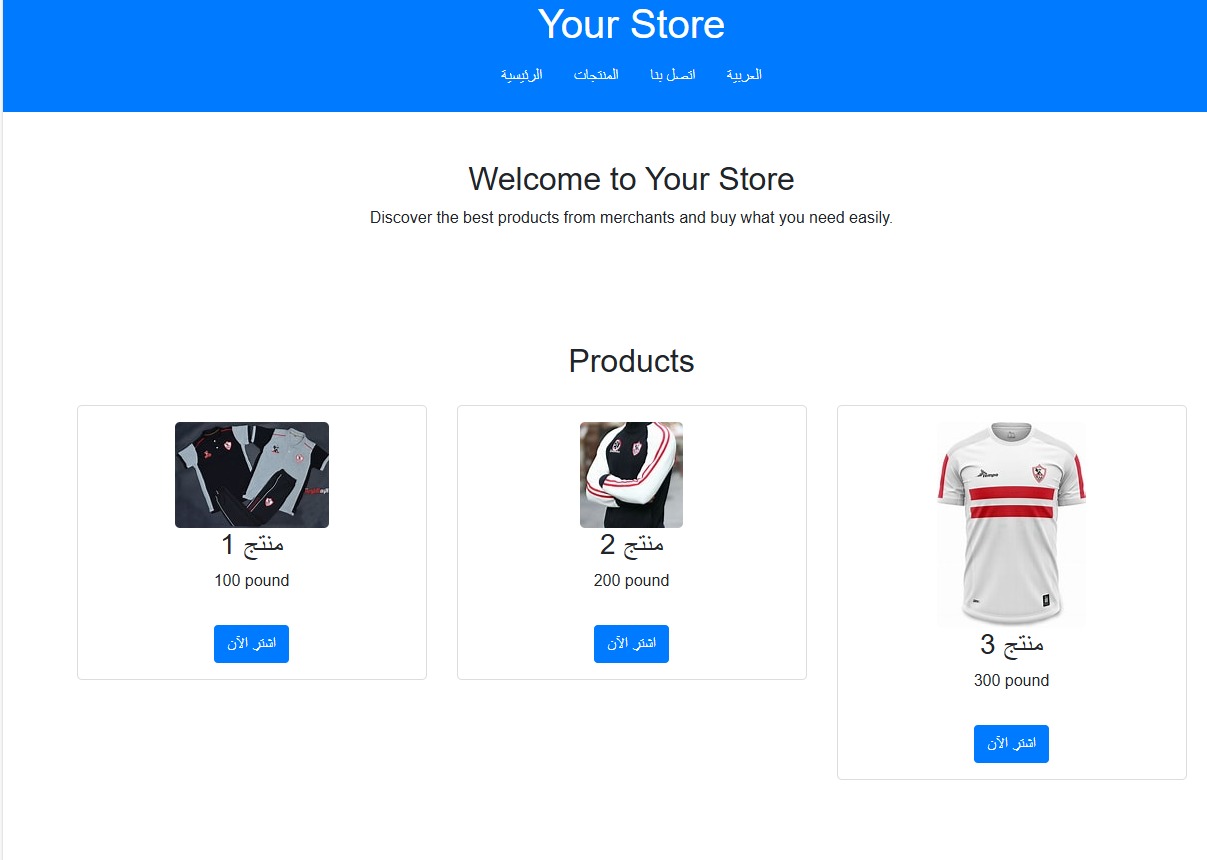 Your Store
الرئيسية المنتجات اتصل بنا العربية
Welcome to Your Store
Discover the best products from merchants and buy what you need easily.
Products
منتج 1
100 pound
اشترِ الآن
منتج 2
200 pound
اشترِ الآن
منتج 3
300 pound
اشترِ الآن